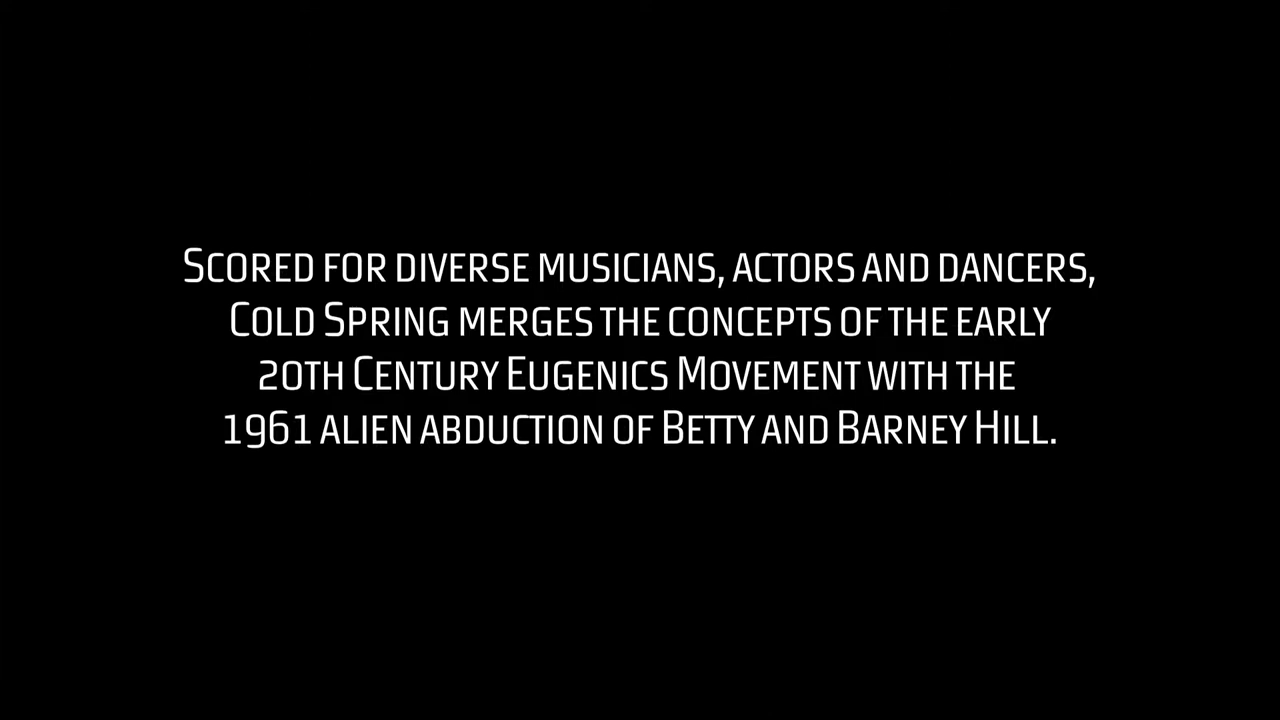 Scored for diverse musicians, actors and dancers,
Cold Spring merges the concepts of the early
20th Century Eugenics Movement with the
1961 alien abduction of Betty and Barney Hill.